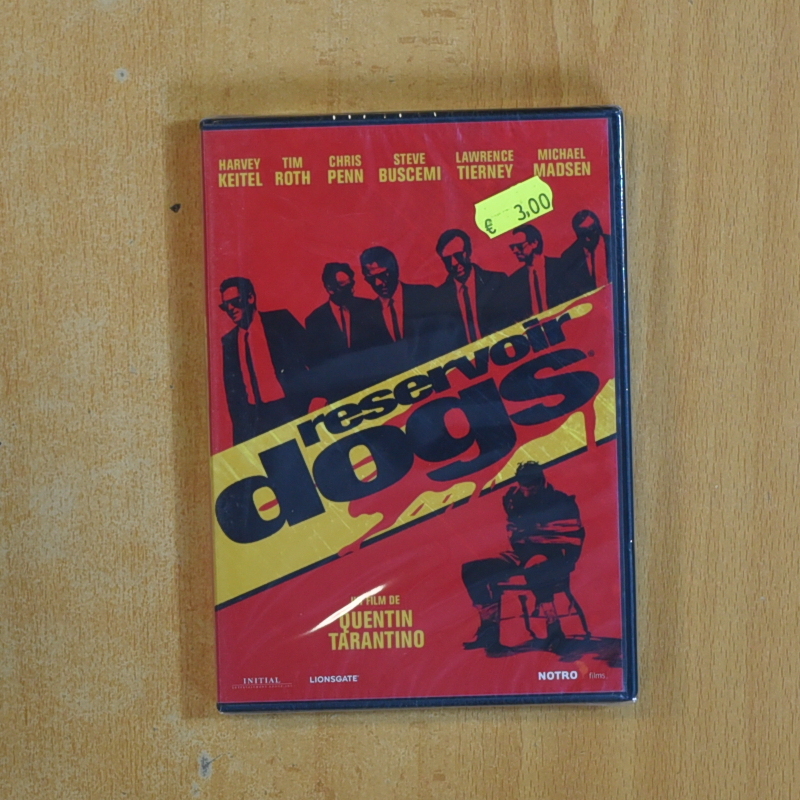 HARVEY KEITEL
TIM ROTH
CHRIS PENN
STEVE BUSCEMI
LAWRENCE TIERNEY
MICHAEL MADSEN
€ 3,00
reservoir
dogs
UN FILM DE
QUENTIN
TARANTINO
INITIAL
LIONSGATE
NOTRO films